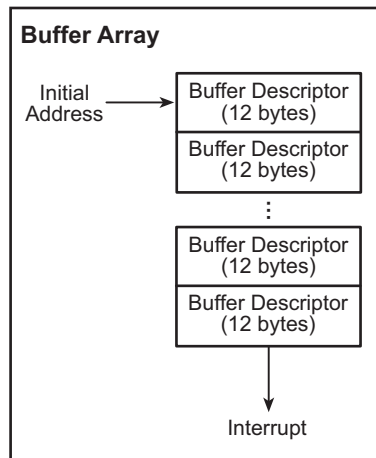 Buffer Array
Initial
Address
Buffer Descriptor
(12 bytes)
Buffer Descriptor
(12 bytes)
⋮
Buffer Descriptor
(12 bytes)
Buffer Descriptor
(12 bytes)
Interrupt